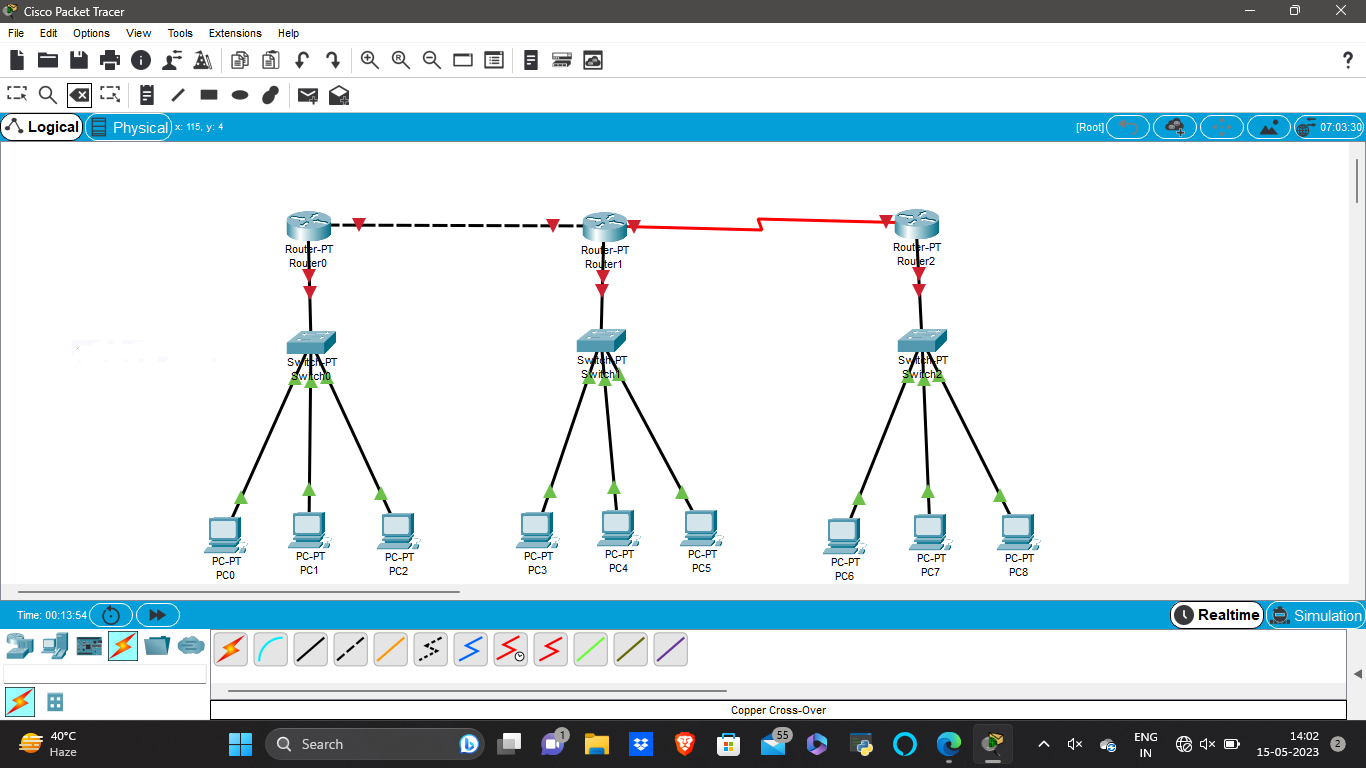 Cisco Packet Tracer
File Edit Options View Tools Extensions Help
Logical Physical x: 115, y: 4 [Root] 07:03:30
Router-PT
Router0
Router-PT
Router1
Router-PT
Router2
Switch-PT
Switch0
Switch-PT
Switch1
Switch-PT
Switch2
PC-PT
PC0
PC-PT
PC1
PC-PT
PC2
PC-PT
PC3
PC-PT
PC4
PC-PT
PC5
PC-PT
PC6
PC-PT
PC7
PC-PT
PC8
Time: 00:13:54 Realtime Simulation
Copper Cross-Over
40°C
Haze
Search
1
55
ENG
IN
14:02
15-05-2023
2